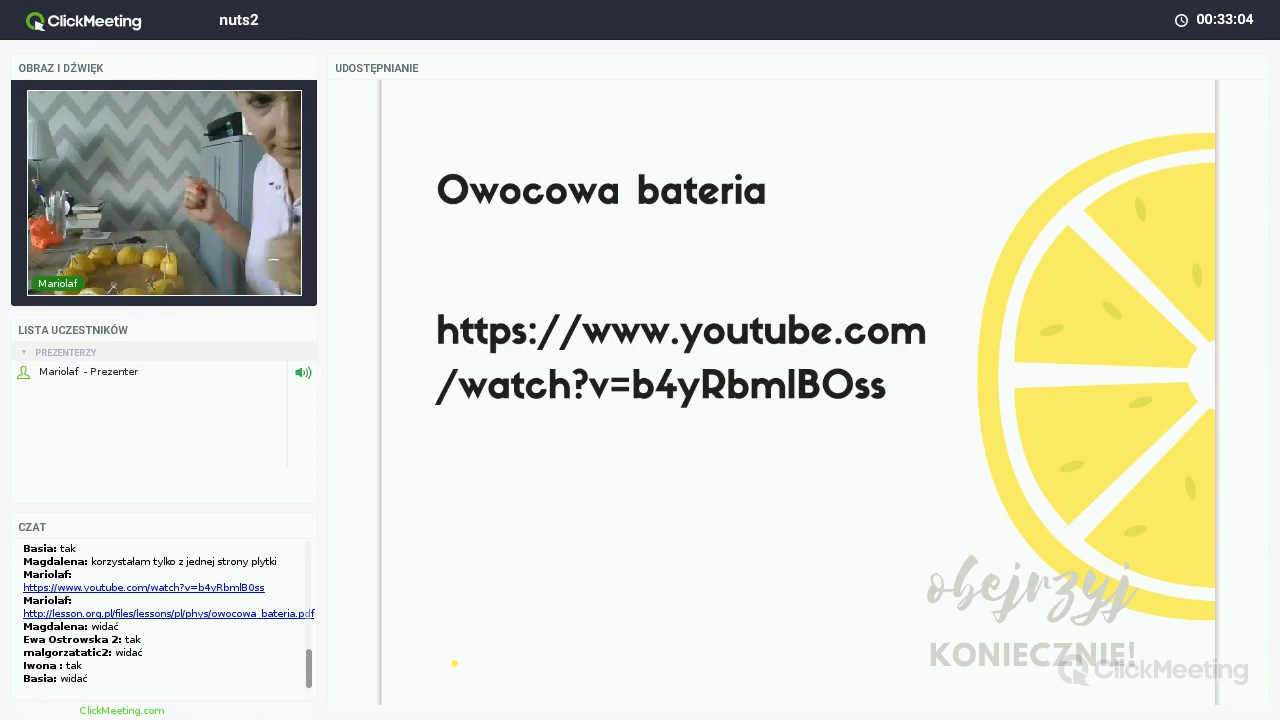 ClickMeeting
nuts2
00:33:04
OBRAZ I DŹWIĘK
Mariolaf
LISTA UCZESTNIKÓW
PREZENTERZY
Mariolaf - Prezenter
CZAT
Basia: tak
Magdalena: korzystałam tylko z jednej strony plytki
Mariolaf:
https://www.youtube.com/watch?v=b4yRbmlB0ss
Mariolaf:
http://lesson.org.pl/files/lessons/pl/phys/owocowa_bateria.pdf
Magdalena: widać
Ewa Ostrowska 2: tak
malgorzatatic2: widać
Iwona : tak
Basia: widać
ClickMeeting.com
UDOSTĘPNIANIE
Owocowa bateria
https://www.youtube.com
/watch?v=b4yRbmlB0ss
obejrzyj
KONIECZNIE!
ClickMeeting